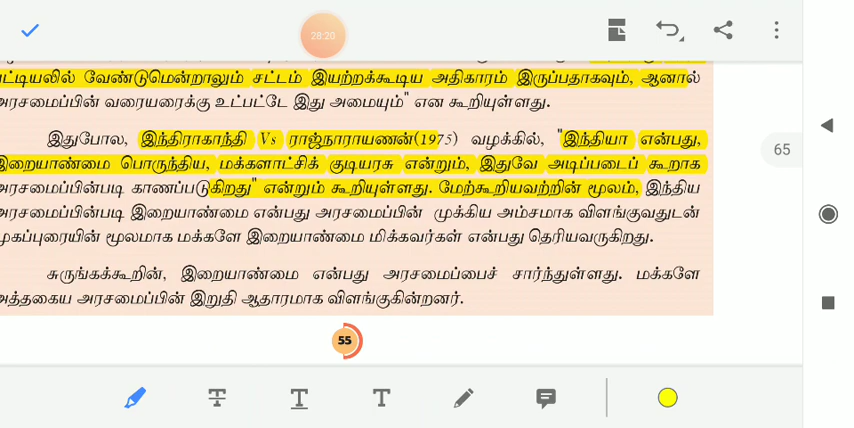 28:20
பட்டியலில் வேண்டுமென்றாலும் சட்டம் இயற்றக்கூடிய அதிகாரம் இருப்பதாகவும், ஆனால்
அரசமைப்பின் வரையரைக்கு உட்பட்டே இது அமையும்" என கூறியுள்ளது.
இதுபோல, இந்திராகாந்தி Vs ராஜ்நாராயணன்(1975) வழக்கில், "இந்தியா என்பது,
இறையாண்மை பொருந்திய, மக்களாட்சிக் குடியரசு என்றும், இதுவே அடிப்படைப் கூறாக
அரசமைப்பின்படி காணப்படுகிறது" என்றும் கூறியுள்ளது. மேற்கூறியவற்றின் மூலம், இந்திய
அரசமைப்பின்படி இறையாண்மை என்பது அரசமைப்பின் முக்கிய அம்சமாக விளங்குவதுடன்
முகப்புரையின் மூலமாக மக்களே இறையாண்மை மிக்கவர்கள் என்பது தெரியவருகிறது.
சுருங்கக்கூறின், இறையாண்மை என்பது அரசமைப்பைச் சார்ந்துள்ளது. மக்களே
அத்தகைய அரசமைப்பின் இறுதி ஆதாரமாக விளங்குகின்றனர்.
65
55